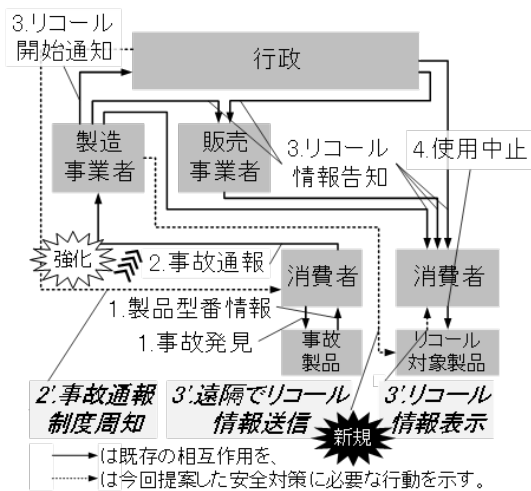 3.リコール
開始通知
行政
製造
事業者
販売
事業者
3.リコール
情報告知
4.使用中止
強化
2.事故通報
消費者
消費者
1.製品型番情報
1.事故発見
事故
製品
リコール
対象製品
2'.事故通報
制度周知
3'.遠隔でリコール
情報送信
3'.リコール
情報表示
新規
は既存の相互作用を、
は今回提案した安全対策に必要な行動を示す。